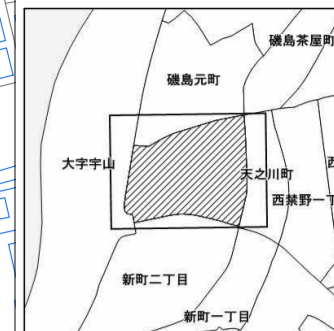 磯島茶屋町
磯島元町
大字宇山
天之川町
西禁野一丁
西
新町二丁目
新町一丁目